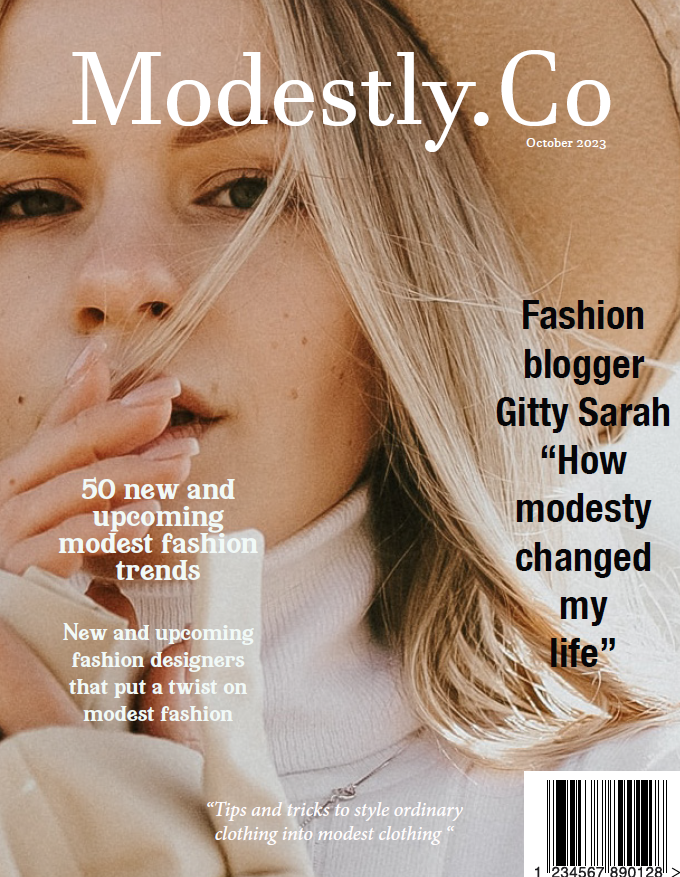 Modestly.Co
October 2023
Fashion
blogger
Gitty Sarah
“How
modesty
changed
my
life”
50 new and
upcoming
modest fashion
trends
New and upcoming
fashion designers
that put a twist on
modest fashion
“Tips and tricks to style ordinary
clothing into modest clothing “
1 234567 890128 >